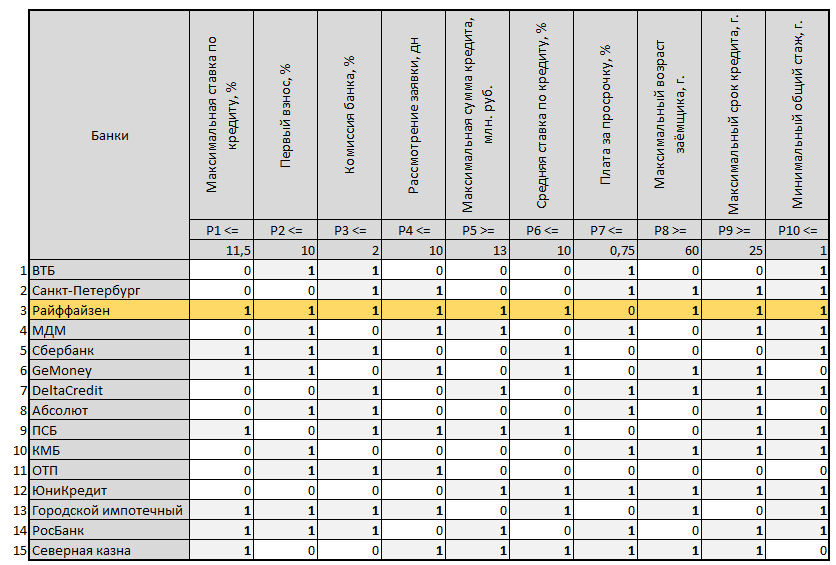 Банки
Максимальная ставка по
кредиту, %
Первый взнос, %
Комиссия банка, %
Рассмотрение заявки, дн
Максимальная сумма кредита,
млн. руб.
Средняя ставка по кредиту, %
Плата за просрочку, %
Максимальный возраст
заёмщика, г.
Максимальный срок кредита, г.
Минимальный общий стаж, г.
P1 <= P2 <= P3 <= P4 <= P5 >= P6 <= P7 <= P8 >= P9 >= P10 <=
11,5 10 2 10 13 10 0,75 60 25 1
1 ВТБ 0 1 1 0 0 0 1 0 0 1
2 Санкт-Петербург 0 0 1 1 0 0 1 1 1 1
3 Райффайзен 1 1 1 1 1 1 0 1 1 1
4 МДМ 0 1 0 1 1 0 1 0 1 1
5 Сбербанк 1 1 1 0 0 1 0 0 0 1
6 GeMoney 0 1 0 1 0 1 0 1 1 1
7 DeltaCredit 0 0 1 0 1 0 1 0 1 1
8 Абсолют 0 1 1 0 0 0 1 0 1 0
9 ПСБ 1 0 1 1 1 1 0 0 1 1
10 КМБ 0 1 0 0 0 0 1 1 1 1
11 ОТП 0 1 1 1 0 0 0 0 0 0
12 ЮниКредит 0 0 0 0 1 1 1 1 1 1
13 Городской импотечный 1 1 1 1 0 1 0 1 0 1
14 РосБанк 1 1 1 0 1 0 1 0 1 1
15 Северная казна 1 0 0 1 1 1 1 1 1 0